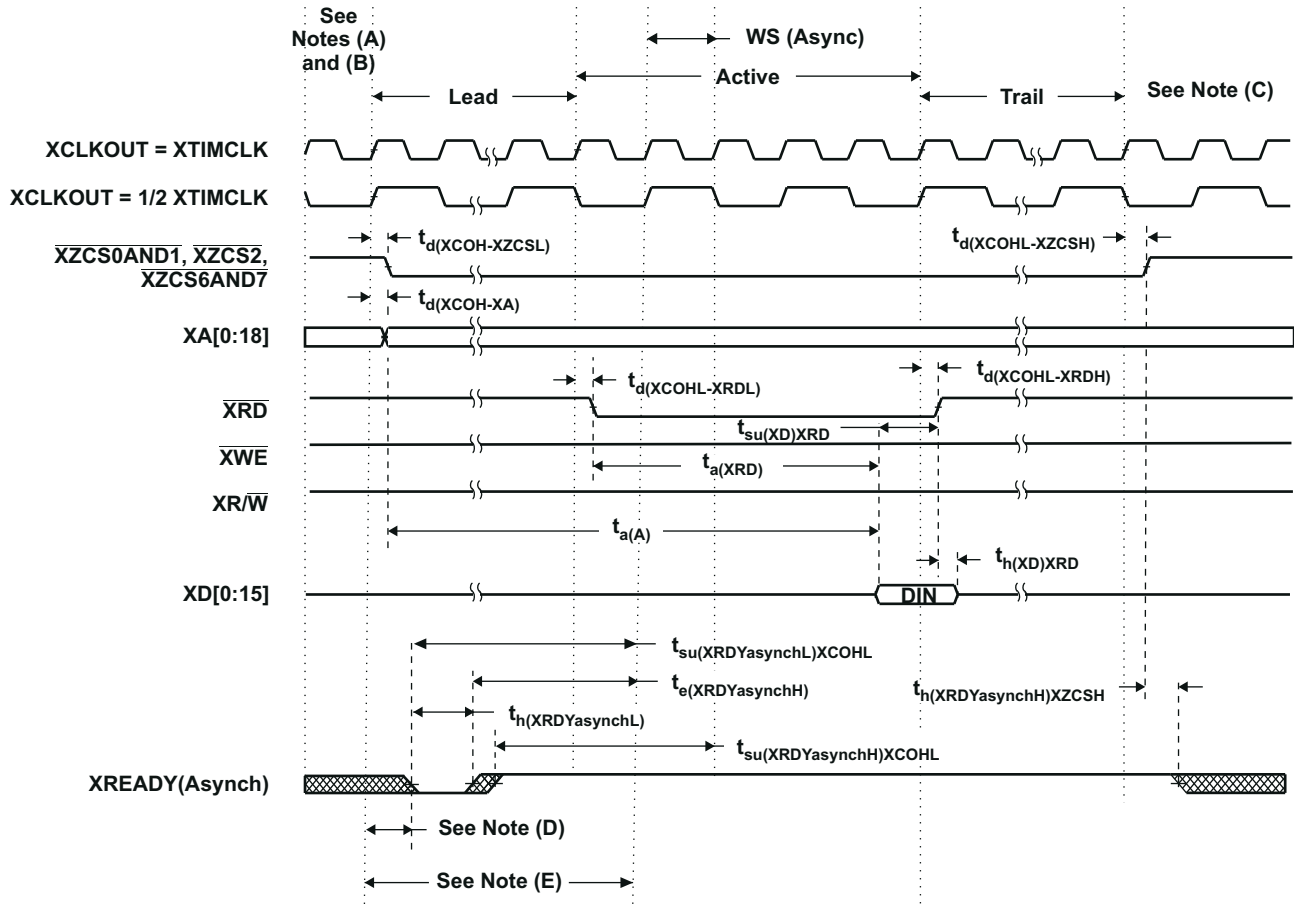 See
Notes (A)
and (B)
WS (Async)
Active
Lead
Trail
See Note (C)
XCLKOUT = XTIMCLK
XCLKOUT = 1/2 XTIMCLK
td(XCOH-XZCSL)
td(XCOHL-XZCSH)
XZCS0AND1, XZCS2,
XZCS6AND7
td(XCOH-XA)
XA[0:18]
td(XCOHL-XRDL)
td(XCOHL-XRDH)
XRD
tsu(XD)XRD
XWE
ta(XRD)
XR/W
ta(A)
th(XD)XRD
XD[0:15]
DIN
tsu(XRDYasynchL)XCOHL
te(XRDYasynchH)
th(XRDYasynchH)XZCSH
th(XRDYasynchL)
tsu(XRDYasynchH)XCOHL
XREADY(Asynch)
See Note (D)
See Note (E)